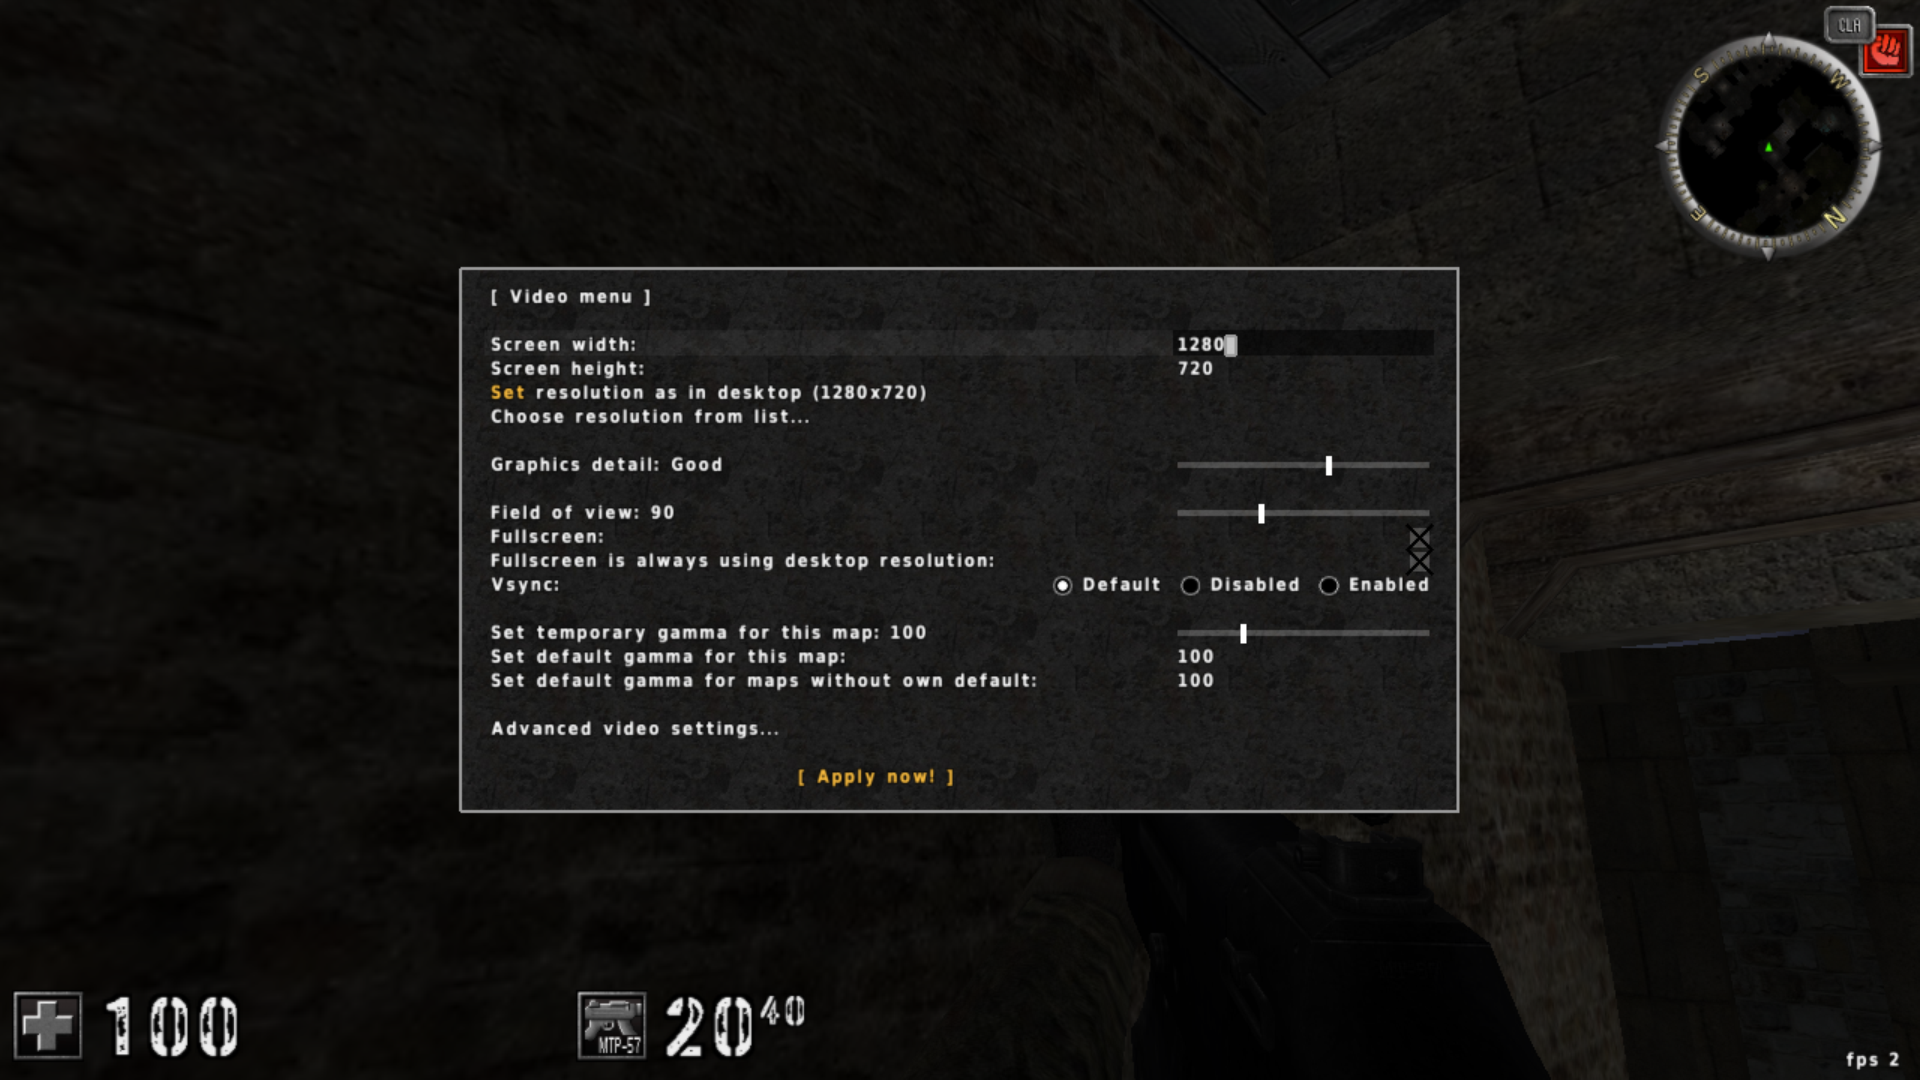 CLA
S W
E N
[ Video menu ]
Screen width: 1280
Screen height: 720
Set resolution as in desktop (1280x720)
Choose resolution from list...
Graphics detail: Good
Field of view: 90
Fullscreen:
Fullscreen is always using desktop resolution:
Vsync: Default Disabled Enabled
Set temporary gamma for this map: 100
Set default gamma for this map: 100
Set default gamma for maps without own default: 100
Advanced video settings...
[ Apply now! ]
100 MTP-57 20 40
fps 2